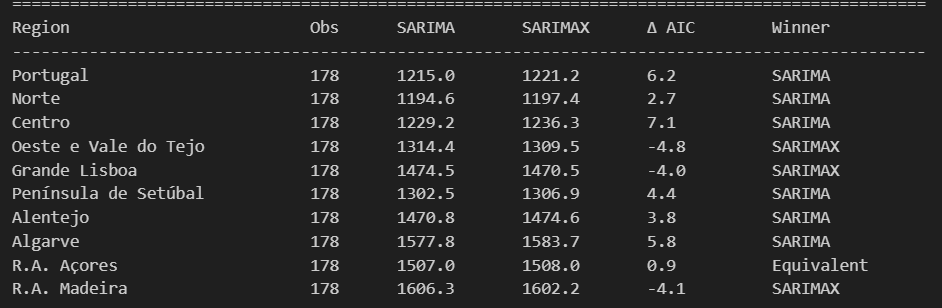 Region Obs SARIMA SARIMAX Δ AIC Winner
Portugal 178 1215.0 1221.2 6.2 SARIMA
Norte 178 1194.6 1197.4 2.7 SARIMA
Centro 178 1229.2 1236.3 7.1 SARIMA
Oeste e Vale do Tejo 178 1314.4 1309.5 -4.8 SARIMAX
Grande Lisboa 178 1474.5 1470.5 -4.0 SARIMAX
Península de Setúbal 178 1302.5 1306.9 4.4 SARIMA
Alentejo 178 1470.8 1474.6 3.8 SARIMA
Algarve 178 1577.8 1583.7 5.8 SARIMA
R.A. Açores 178 1507.0 1508.0 0.9 Equivalent
R.A. Madeira 178 1606.3 1602.2 -4.1 SARIMAX